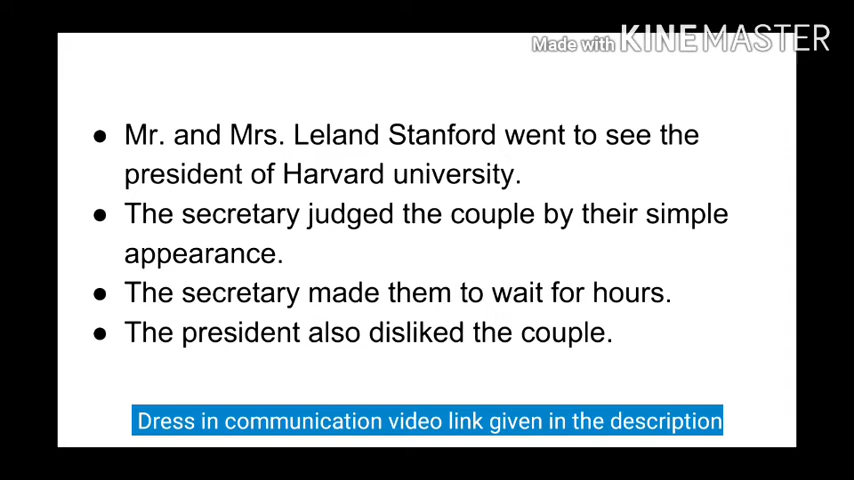 Made with KINEMASTER
● Mr. and Mrs. Leland Stanford went to see the
president of Harvard university.
● The secretary judged the couple by their simple
appearance.
● The secretary made them to wait for hours.
● The president also disliked the couple.
Dress in communication video link given in the description